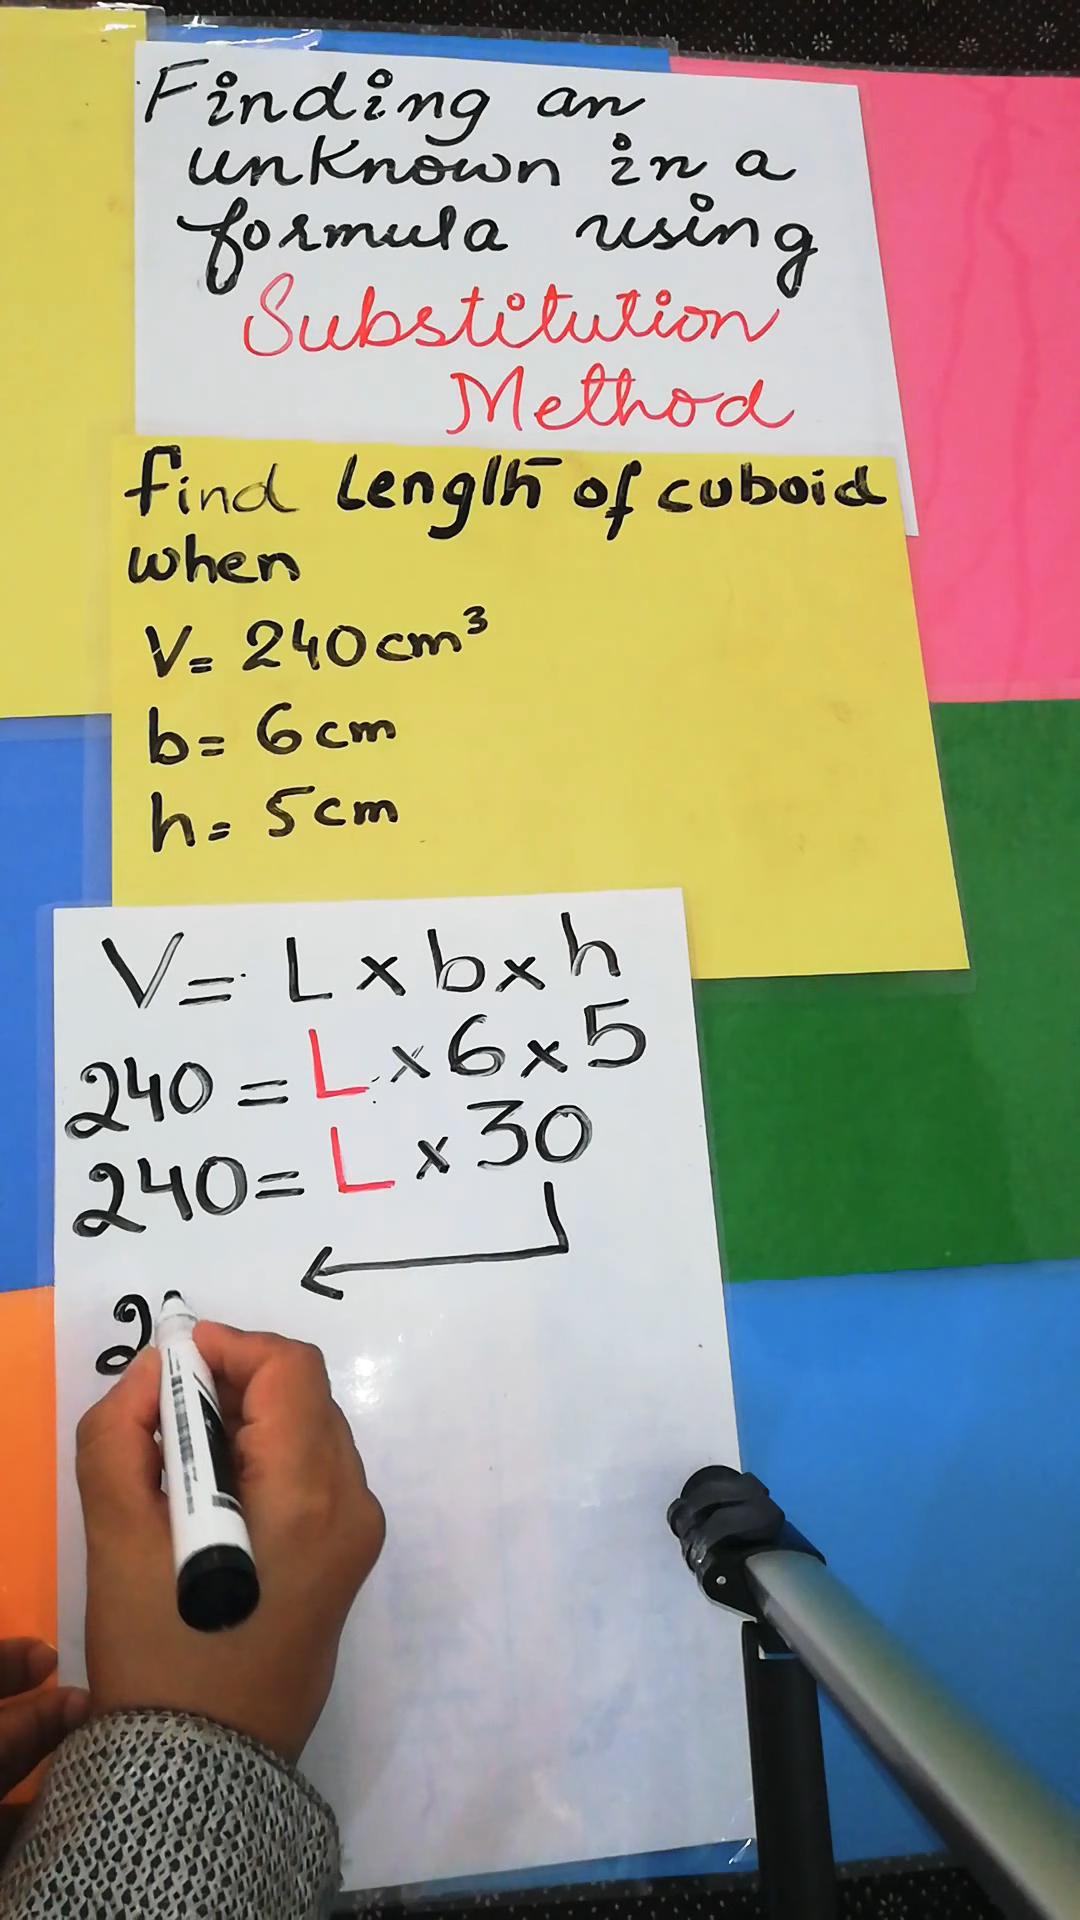 Finding an
unknown in a
formula using
Substitution
Method
find Length of cuboid
when
V= 240cm³
b= 6cm
h= 5cm
V= L x b x h
240 = L x 6 x 5
240= L x 30
2